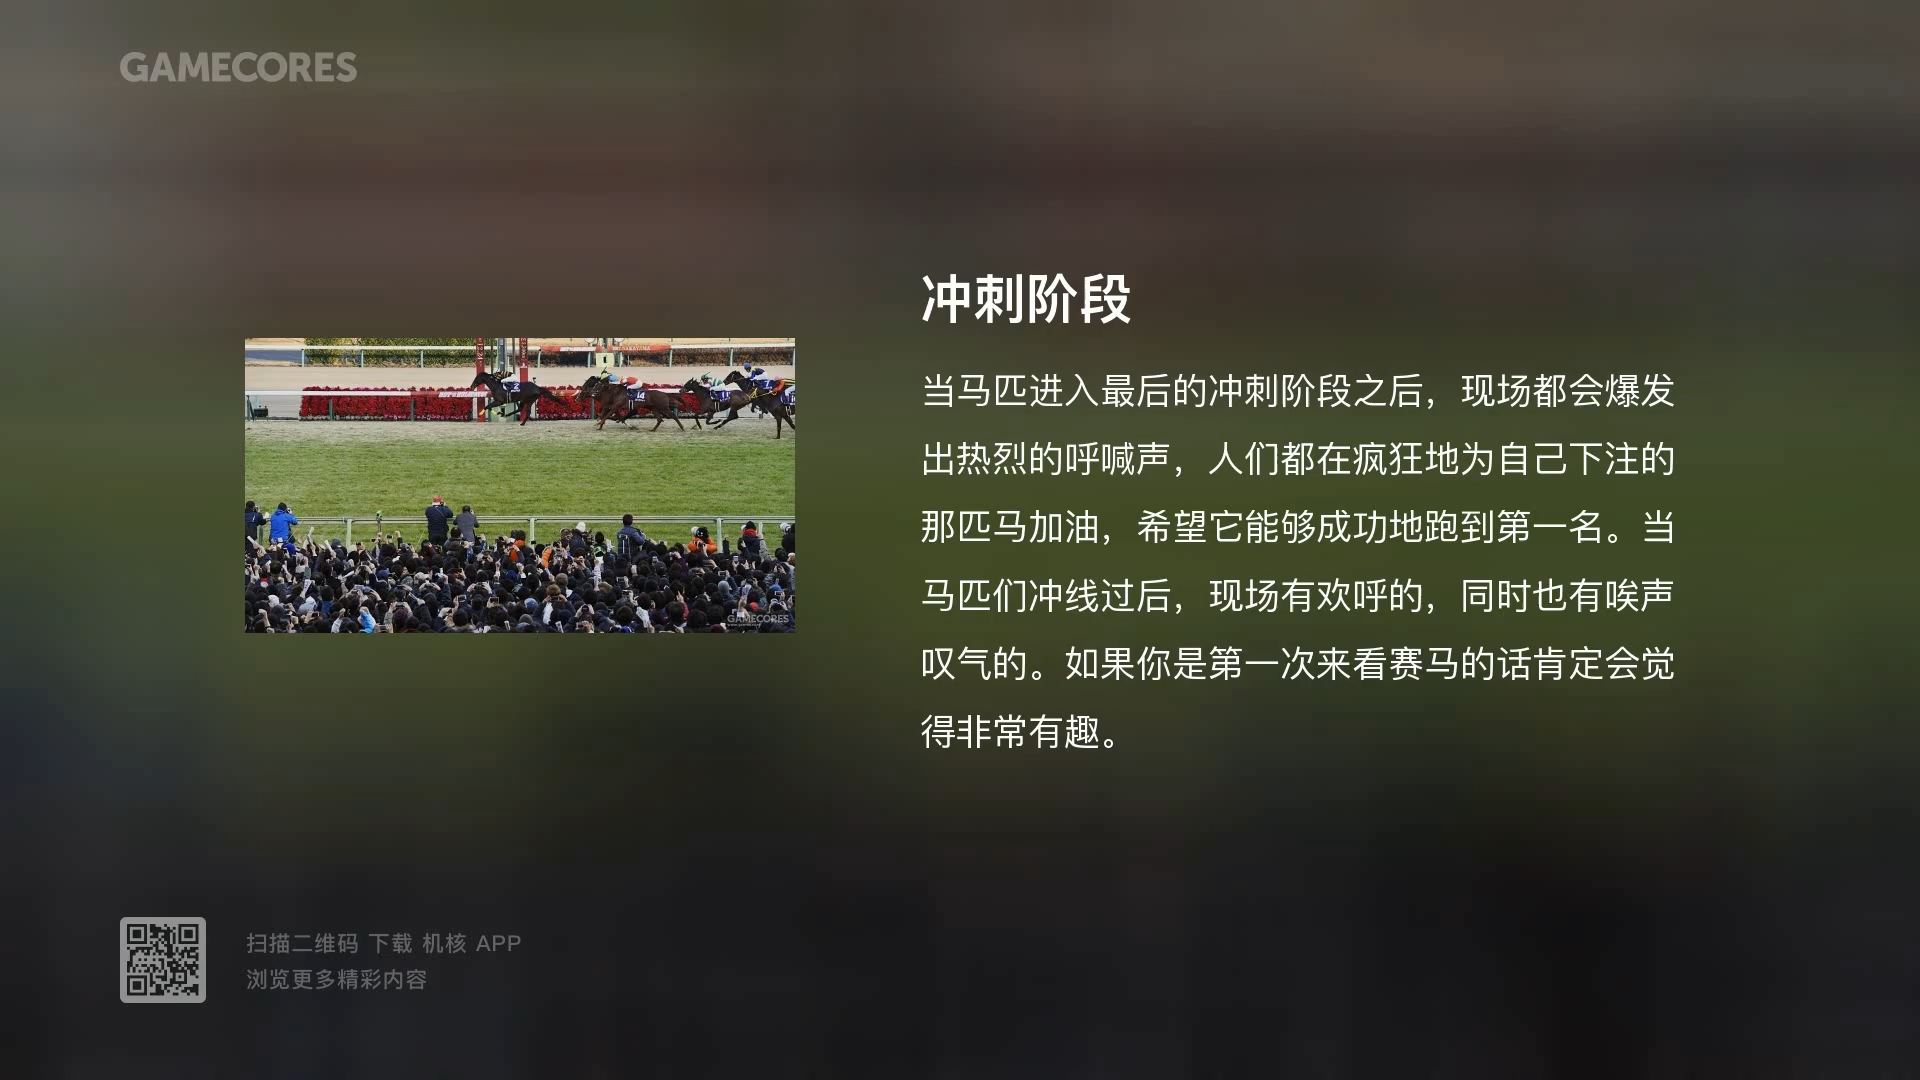 GAMECORES
冲刺阶段
当马匹进入最后的冲刺阶段之后，现场都会爆发
出热烈的呼喊声，人们都在疯狂地为自己下注的
那匹马加油，希望它能够成功地跑到第一名。当
马匹们冲线过后，现场有欢呼的，同时也有唉声
叹气的。如果你是第一次来看赛马的话肯定会觉
得非常有趣。
GAMECORES
扫描二维码 下载 机核 APP
浏览更多精彩内容